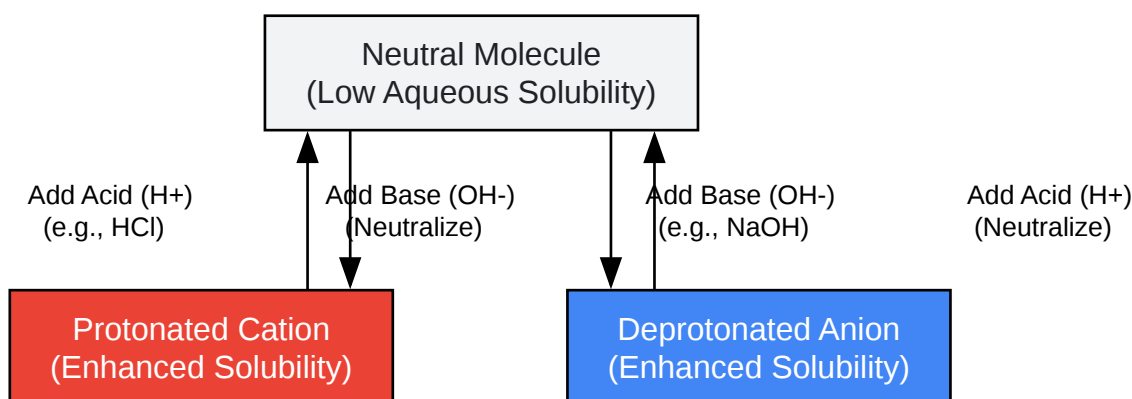 Neutral Molecule
(Low Aqueous Solubility)
Add Acid (H+)
(e.g., HCl)
Add Base (OH-)
(Neutralize)
Add Base (OH-)
(e.g., NaOH)
Add Acid (H+)
(Neutralize)
Protonated Cation
(Enhanced Solubility)
Deprotonated Anion
(Enhanced Solubility)